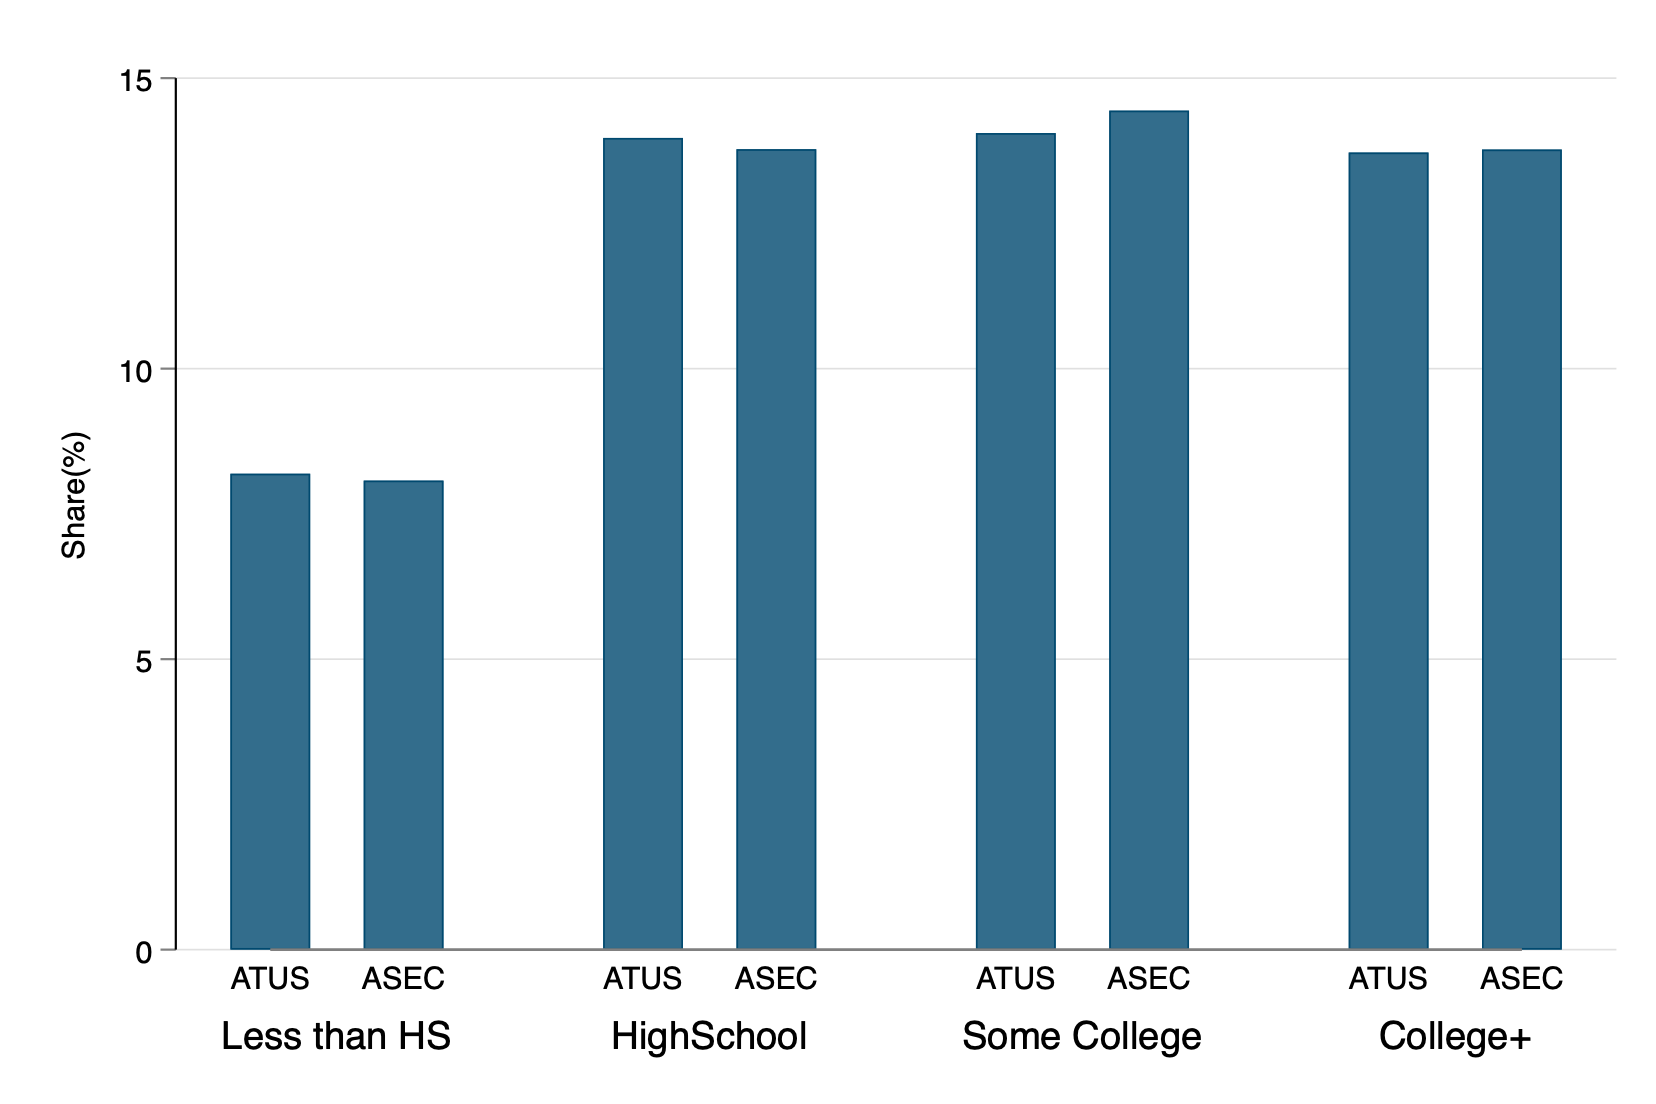 15
10
5
0
Share(%)
ATUS ASEC ATUS ASEC ATUS ASEC ATUS ASEC
Less than HS HighSchool Some College College+